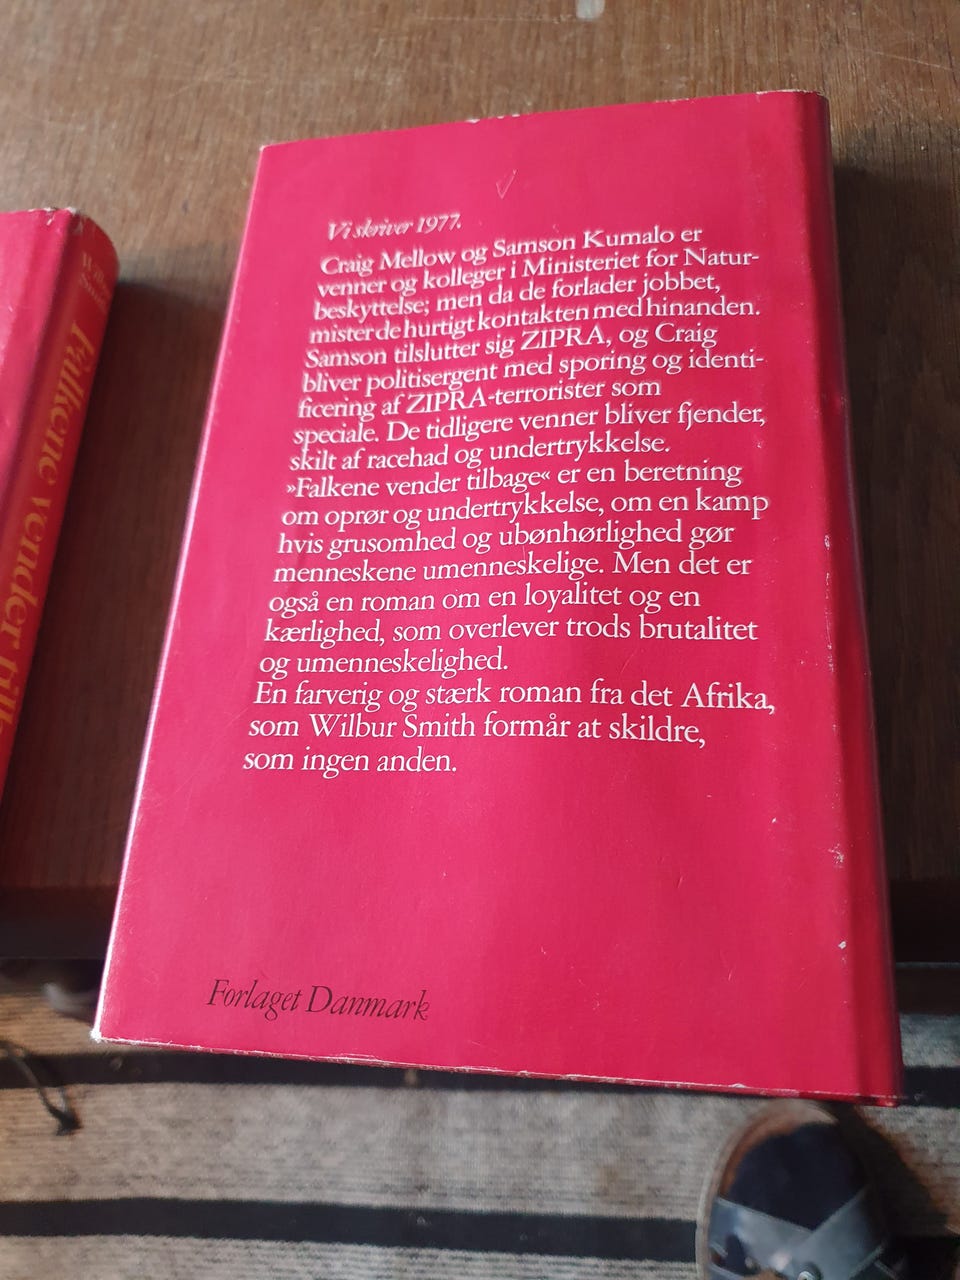 Vi skriver 1977.
Craig Mellow og Samson Kumalo er
venner og kolleger i Ministeriet for Natur-
beskyttelse; men da de forlader jobbet,
mister de hurtigt kontakten med hinanden.
Samson tilslutter sig ZIPRA, og Craig
bliver politisergent med sporing og identi-
ficering af ZIPRA-terrorister som
speciale. De tidligere venner bliver fjender,
skilt af racehad og undertrykkelse.
»Falkene vender tilbage« er en beretning
om oprør og undertrykkelse, om en kamp
hvis grusomhed og ubønhørlighed gør
menneskene umenneskelige. Men det er
også en roman om en loyalitet og en
kærlighed, som overlever trods brutalitet
og umenneskelighed.
En farverig og stærk roman fra det Afrika,
som Wilbur Smith formår at skildre,
som ingen anden.
Forlaget Danmark
Falkene vender